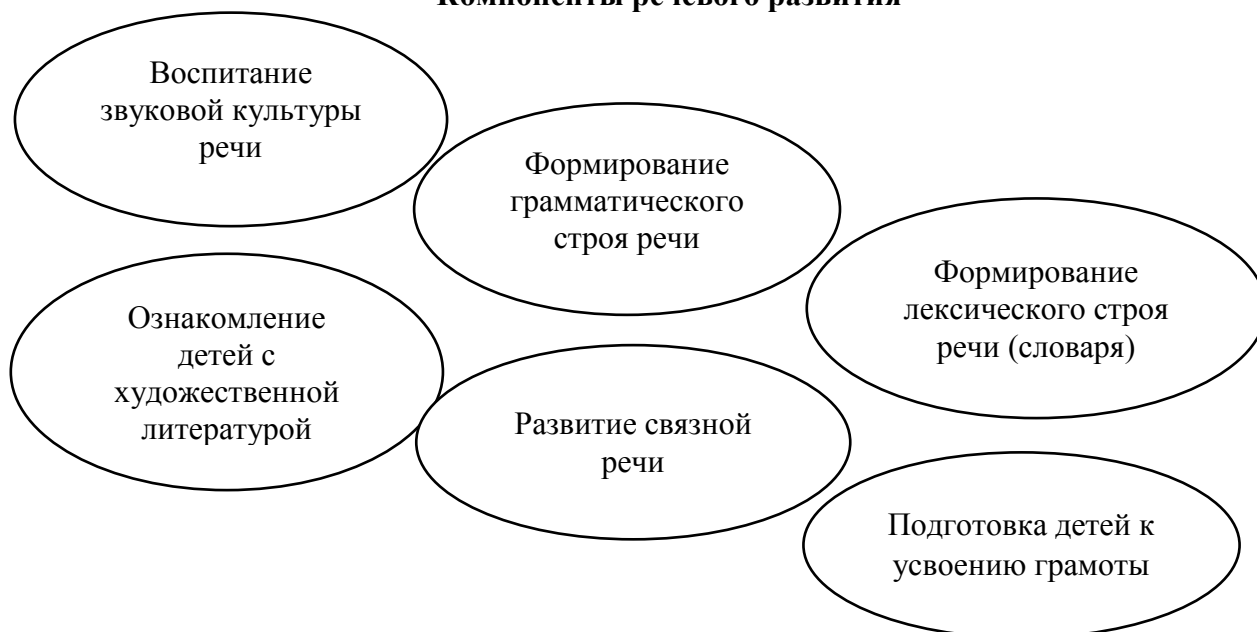 Компоненты речевого развития
Воспитание
звуковой культуры
речи
Формирование
грамматического
строя речи
Формирование
лексического строя
речи (словаря)
Ознакомление
детей с
художественной
литературой
Развитие связной
речи
Подготовка детей к
усвоению грамоты